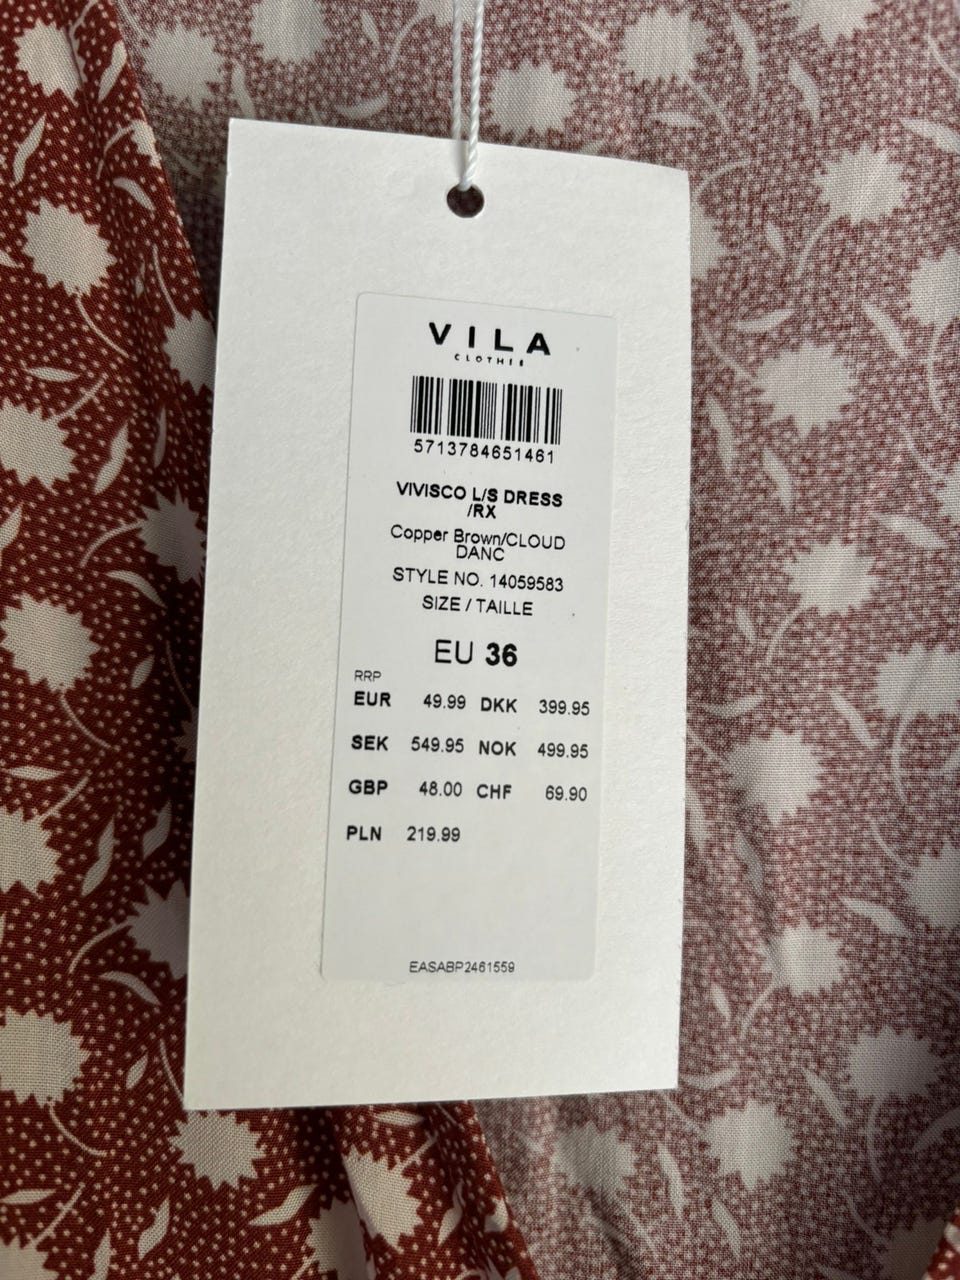 VILA
CLOTHES
5713784651461
VIVISCO L/S DRESS
/RX
Copper Brown/CLOUD
DANC
STYLE NO. 14059583
SIZE / TAILLE
EU 36
RRP
EUR 49.99 DKK 399.95
SEK 549.95 NOK 499.95
GBP 48.00 CHF 69.90
PLN 219.99
EASABP2461559